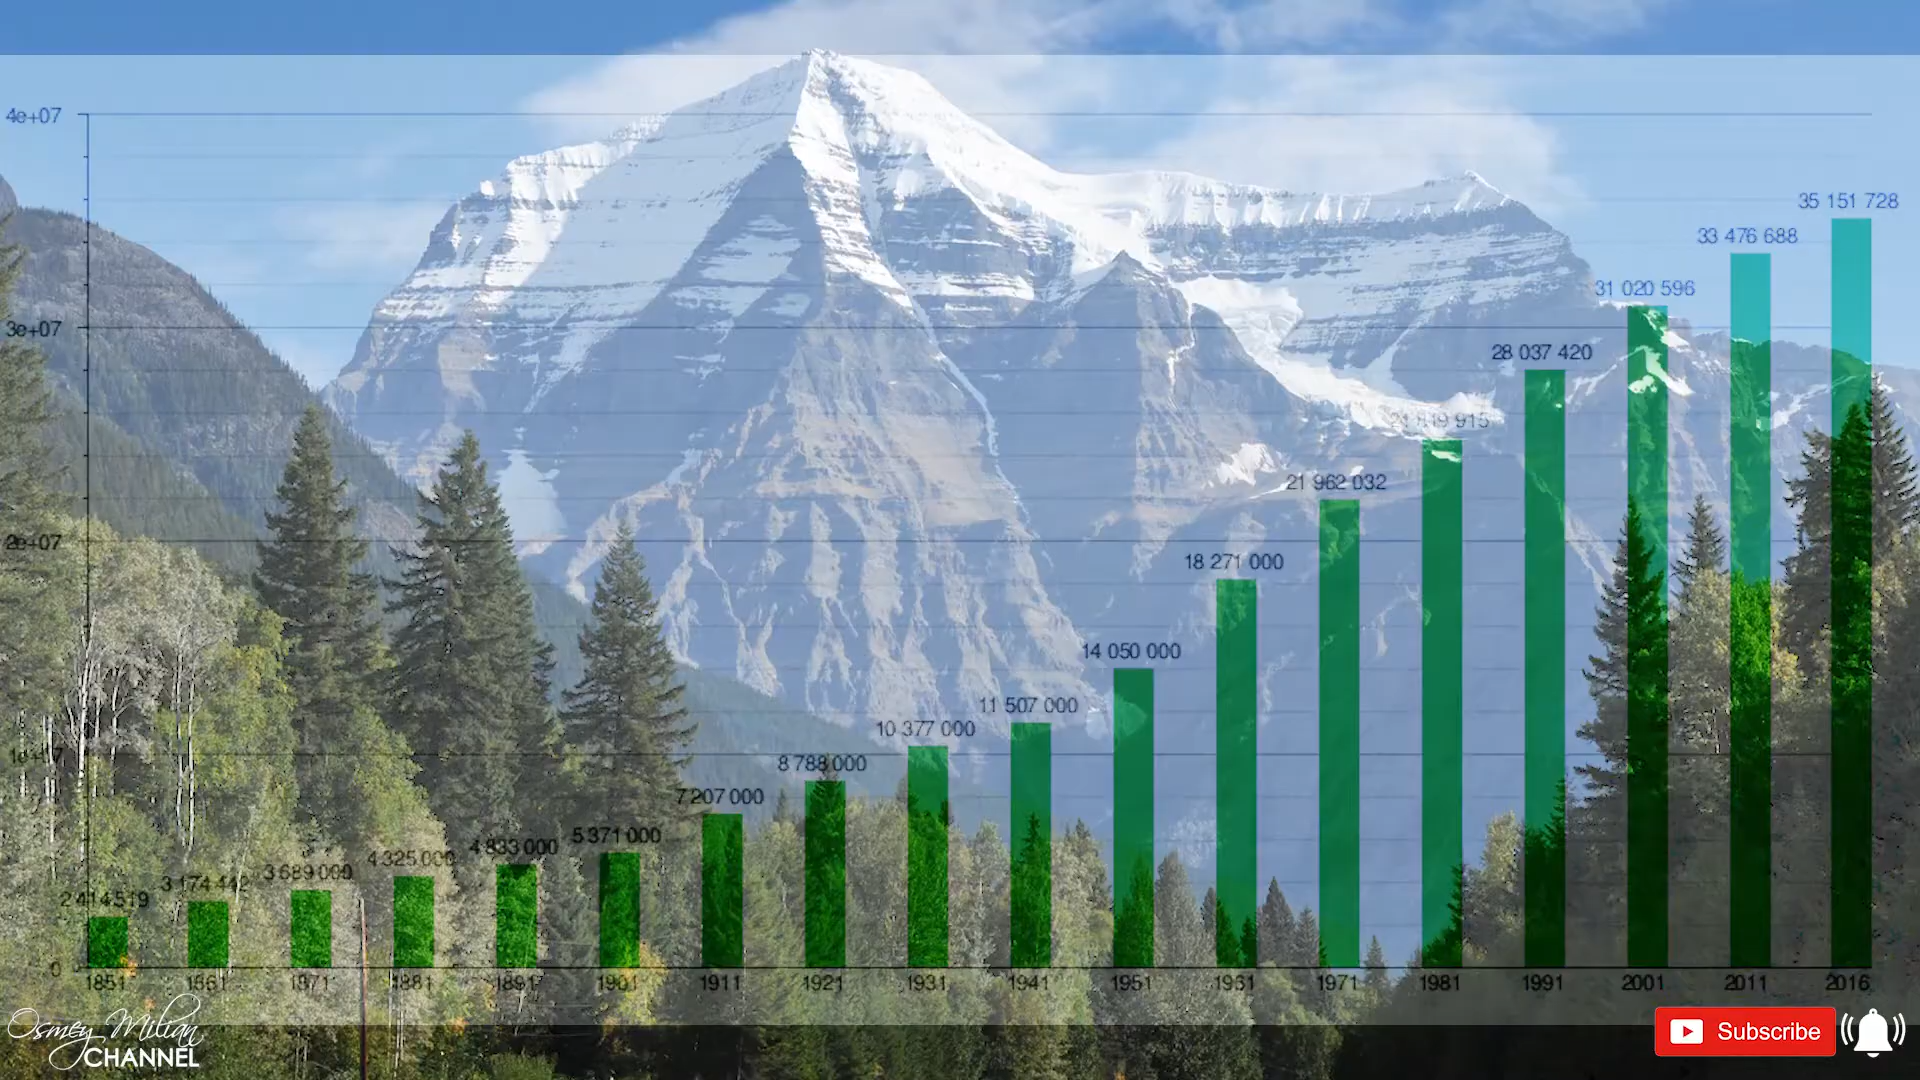 4e+07
3e+07
2e+07
1e+07
0
2 414 519
3 174 442
3 689 000
4 325 000
4 833 000
5 371 000
7 207 000
8 788 000
10 377 000
11 507 000
14 050 000
18 271 000
21 962 032
28 037 420
31 020 596
33 476 688
35 151 728
1851 1861 1871 1881 1891 1901 1911 1921 1931 1941 1951 1931 1971 1981 1991 2001 2011 2016
Osmey Milian
CHANNEL
Subscribe